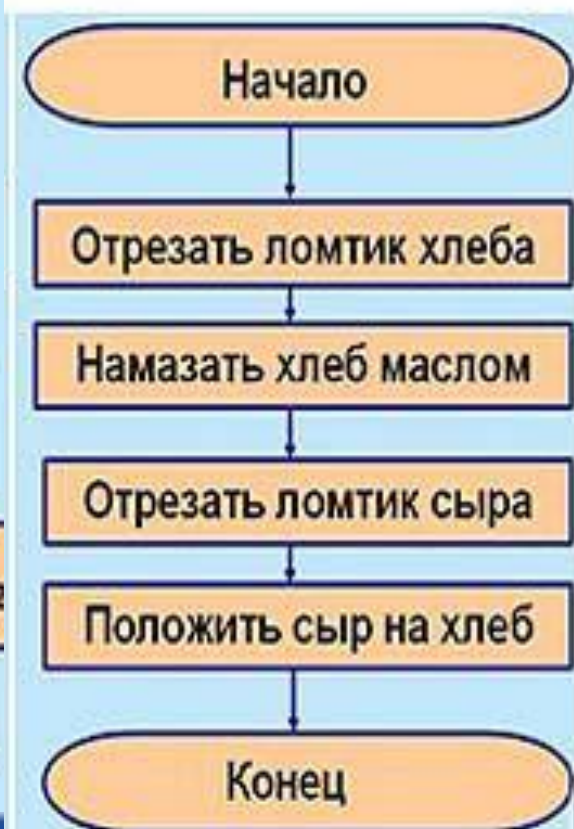 Начало
Отрезать ломтик хлеба
Намазать хлеб маслом
Отрезать ломтик сыра
Положить сыр на хлеб
Конец